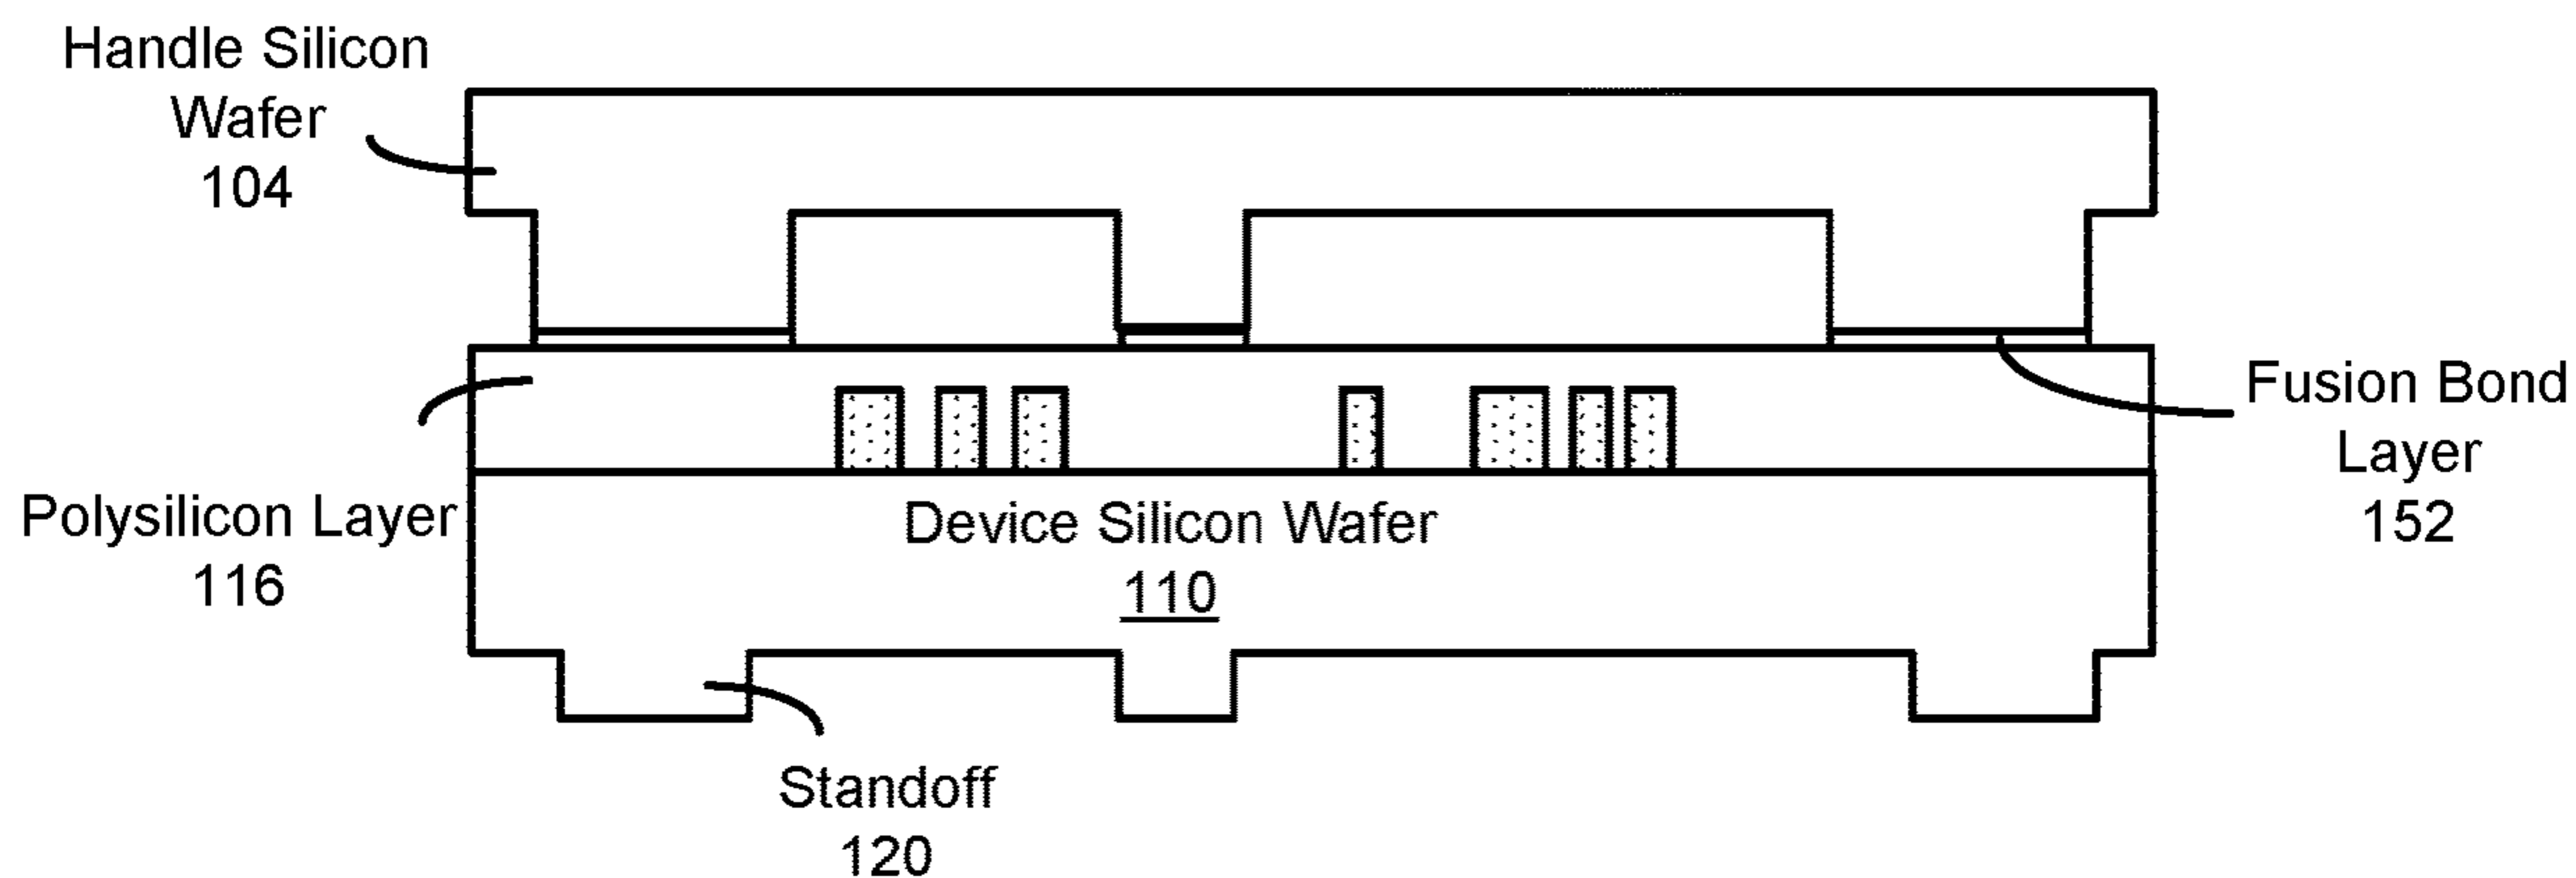 Handle Silicon
Wafer
104
Fusion Bond
Layer
152
Polysilicon Layer
116
Device Silicon Wafer
110
Standoff
120